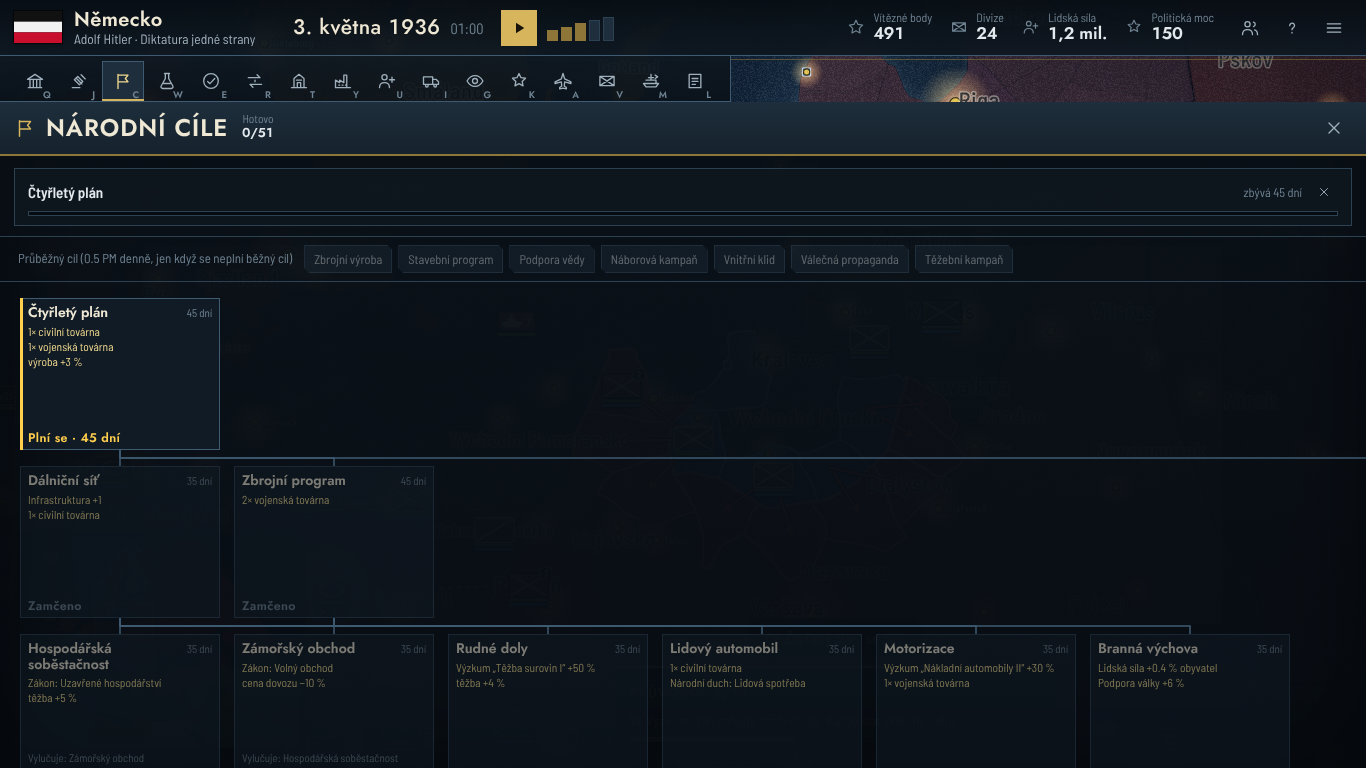 Německo
Adolf Hitler · Diktatura jedné strany
3. května 1936 01:00
Vítězné body
491
Divize
24
Lidská síla
1,2 mil.
Politická moc
150
?
Q J C W E R T Y U I G K A V M L
Pskov
Riga
NÁRODNÍ CÍLE
Hotovo
0/51
Čtyřletý plán
zbývá 45 dní
Průběžný cíl (0.5 PM denně, jen když se neplní běžný cíl)
Zbrojní výroba
Stavební program
Podpora vědy
Náborová kampaň
Vnitřní klid
Válečná propaganda
Těžební kampaň
Čtyřletý plán 45 dní
1× civilní továrna
1× vojenská továrna
výroba +3 %
Plní se · 45 dní
Dálniční síť 35 dní
Infrastruktura +1
1× civilní továrna
Zamčeno
Zbrojní program 45 dní
2× vojenská továrna
Zamčeno
Hospodářská soběstačnost 35 dní
Zákon: Uzavřené hospodářství
těžba +5 %
Vylučuje: Zámořský obchod
Zámořský obchod 35 dní
Zákon: Volný obchod
cena dovozu −10 %
Vylučuje: Hospodářská soběstačnost
Rudné doly 35 dní
Výzkum „Těžba surovin I" +50 %
těžba +4 %
Lidový automobil 35 dní
1× civilní továrna
Národní duch: Lidová spotřeba
Motorizace 35 dní
Výzkum „Nákladní automobily II" +30 %
1× vojenská továrna
Branná výchova 35 dní
Lidská síla +0.4 % obyvatel
Podpora války +6 %